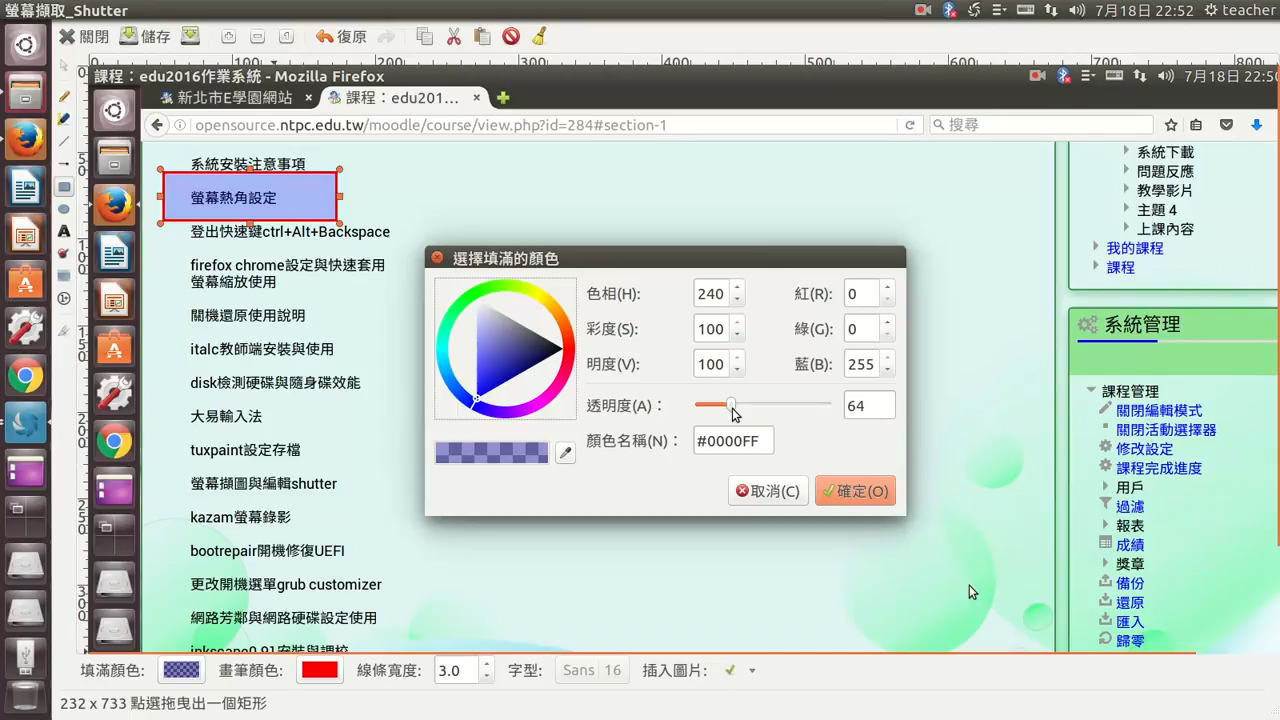 螢幕擷取_Shutter
7月18日 22:52 teacher
關閉 儲存 復原
0 100 200 300 400 500 600 700 800
課程：edu2016作業系統 - Mozilla Firefox
7月18日 22:50
新北市E學園網站 × 課程：edu201... ×
opensource.ntpc.edu.tw/moodle/course/view.php?id=284#section-1
搜尋
系統安裝注意事項
螢幕熱角設定
登出快速鍵ctrl+Alt+Backspace
firefox chrome設定與快速套用
螢幕縮放使用
關機還原使用說明
italc教師端安裝與使用
disk檢測硬碟與隨身碟效能
大易輸入法
tuxpaint設定存檔
螢幕擷圖與編輯shutter
kazam螢幕錄影
bootrepair開機修復UEFI
更改開機選單grub customizer
網路芳鄰與網路硬碟設定使用
inkscape0.91安裝與調校
選擇填滿的顏色
色相(H): 240 紅(R): 0
彩度(S): 100 綠(G): 0
明度(V): 100 藍(B): 255
透明度(A)： 64
顏色名稱(N)： #0000FF
取消(C) 確定(O)
系統下載
問題反應
教學影片
主題 4
上課內容
我的課程
課程
系統管理
課程管理
關閉編輯模式
關閉活動選擇器
修改設定
課程完成進度
用戶
過濾
報表
成績
獎章
備份
還原
匯入
歸零
填滿顏色: 畫筆顏色: 線條寬度: 3.0 字型: Sans 16 插入圖片:
232 x 733 點選拖曳出一個矩形